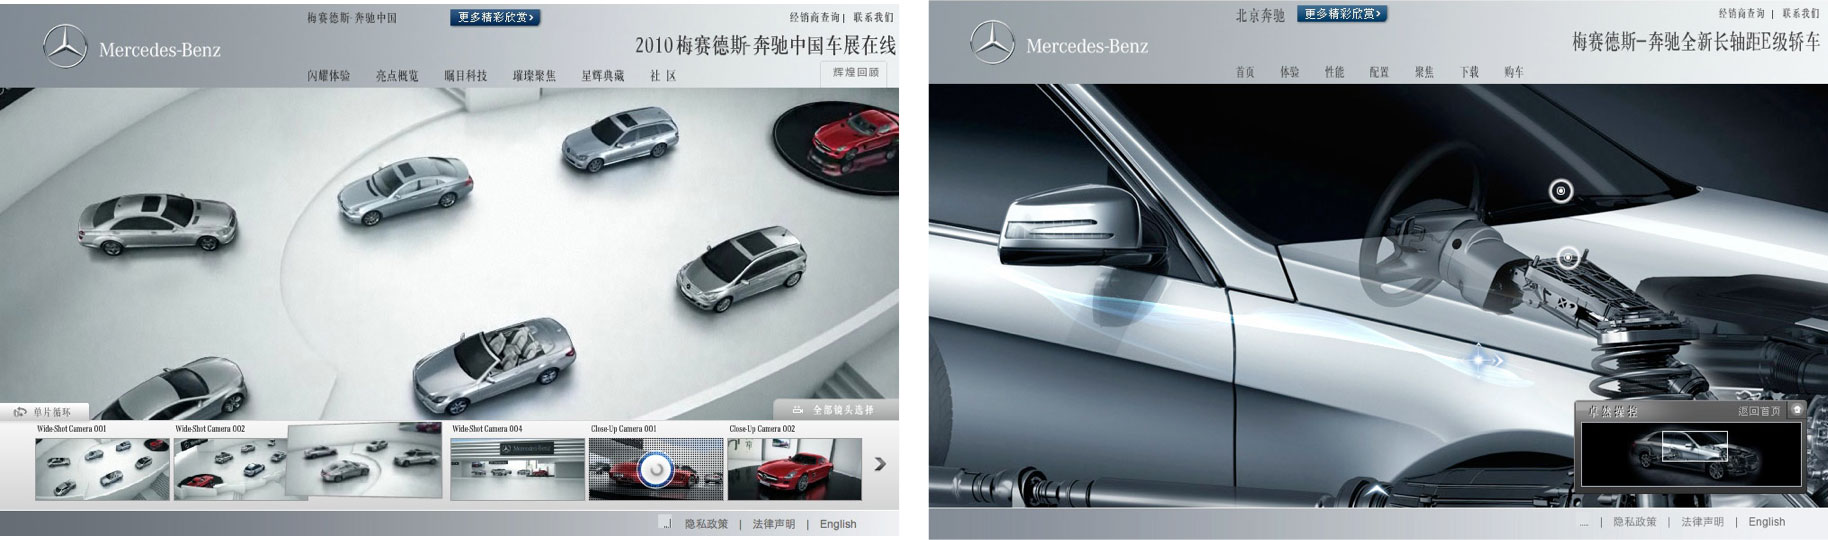 梅赛德斯-奔驰中国
更多精彩欣赏>
经销商查询 | 联系我们
Mercedes-Benz
2010梅赛德斯-奔驰中国车展在线
闪耀体验 亮点概览 瞩目科技 璀璨聚焦 星辉典藏 社区
辉煌回顾
单片循环
全部镜头选择
Wide-Shot Camera 001
Wide-Shot Camera 002
Wide-Shot Camera 004
Close-Up Camera 001
Close-Up Camera 002
Mercedes-Benz
隐私政策 | 法律声明 | English
北京奔驰
更多精彩欣赏>
经销商查询 | 联系我们
Mercedes-Benz
梅赛德斯-奔驰全新长轴距E级轿车
首页 体验 性能 配置 聚焦 下载 购车
卓然操控
返回首页
.... | 隐私政策 | 法律声明 | English